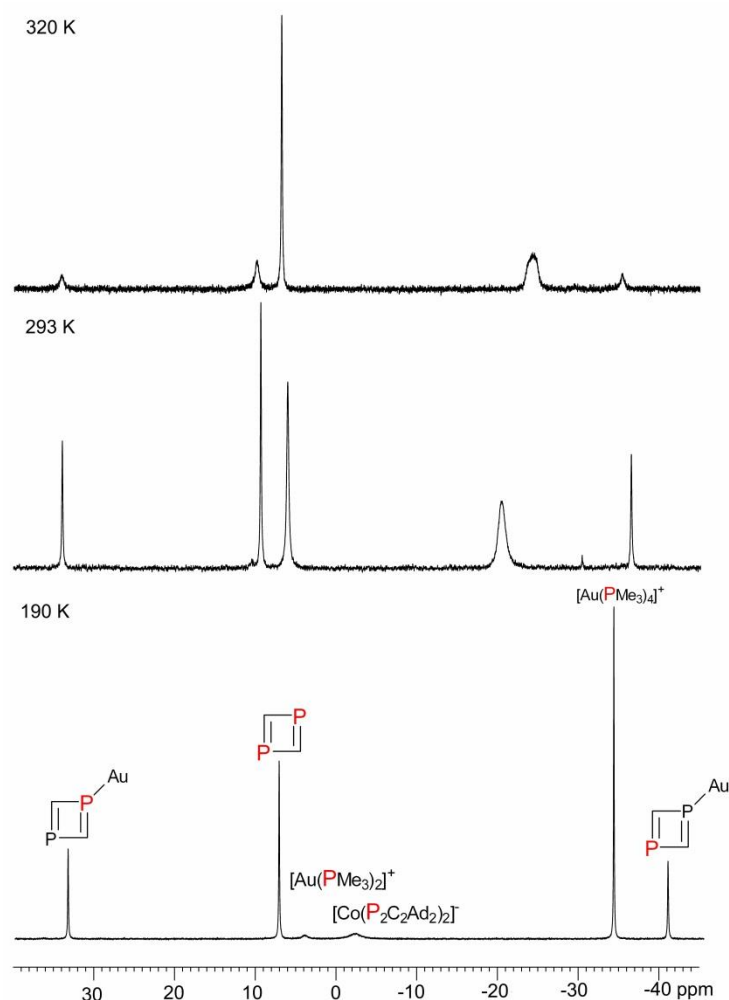 320 K
293 K
190 K
[Au(PMe₃)₄]⁺
P
P
Au
P
P
Au
P
P
[Au(PMe₃)₂]⁺
[Co(P₂C₂Ad₂)₂]⁻
30 20 10 0 -10 -20 -30 -40 ppm